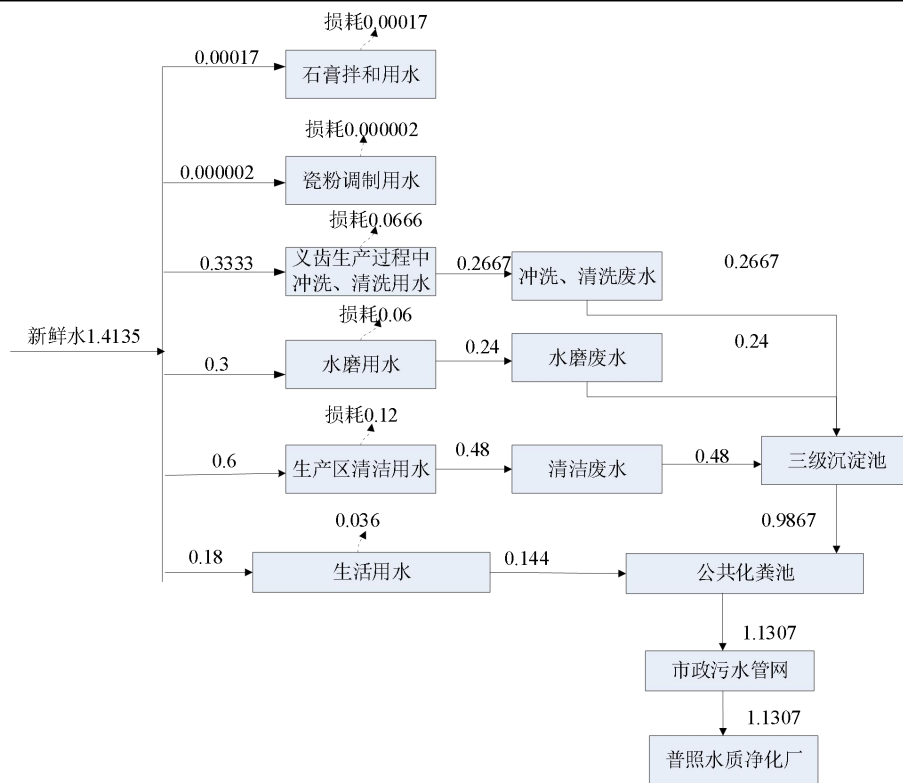 损耗0.00017
0.00017
石膏拌和用水
损耗0.000002
0.000002
瓷粉调制用水
损耗0.0666
0.3333
义齿生产过程中
冲洗、清洗用水
0.2667
冲洗、清洗废水
0.2667
新鲜水1.4135
损耗0.06
0.3
水磨用水
0.24
水磨废水
0.24
损耗0.12
0.6
生产区清洁用水
0.48
清洁废水
0.48
三级沉淀池
0.9867
0.036
0.18
生活用水
0.144
公共化粪池
1.1307
市政污水管网
1.1307
普照水质净化厂